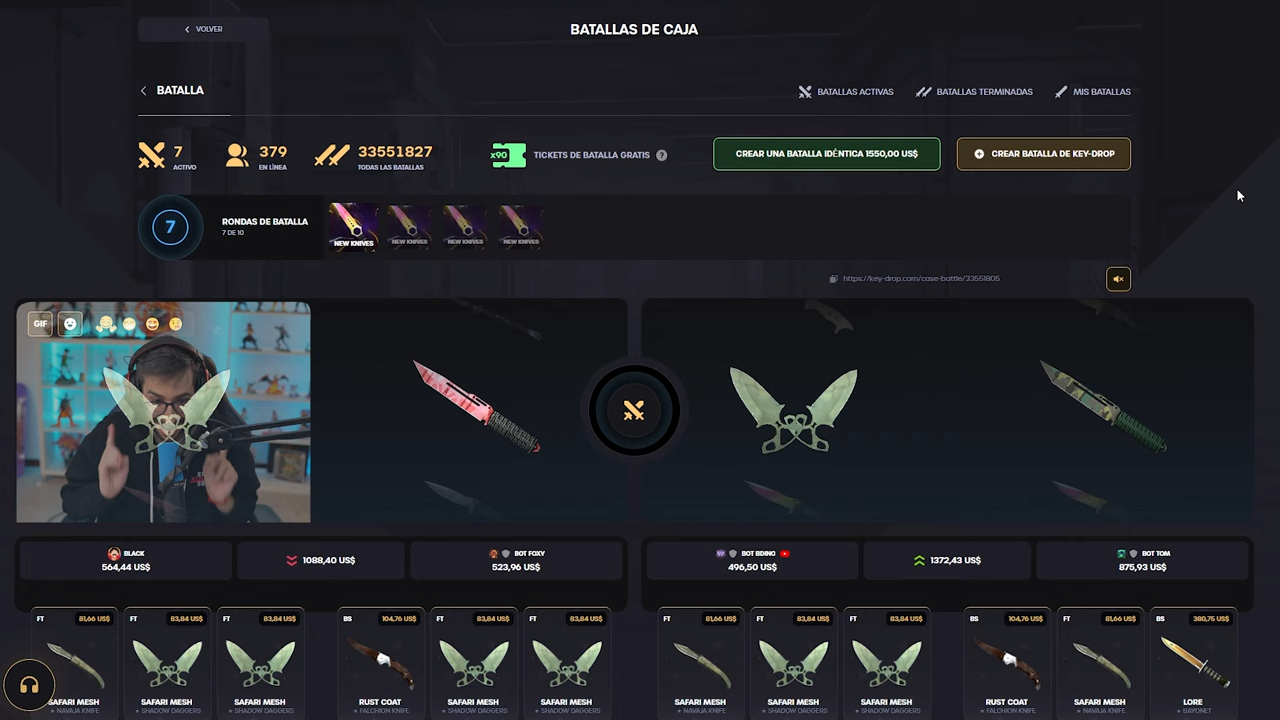 VOLVER
BATALLAS DE CAJA
BATALLA
BATALLAS ACTIVAS
BATALLAS TERMINADAS
MIS BATALLAS
7
ACTIVO
379
EN LÍNEA
33551827
TODAS LAS BATALLAS
x90
TICKETS DE BATALLA GRATIS ?
CREAR UNA BATALLA IDÉNTICA 1550,00 US$
CREAR BATALLA DE KEY-DROP
7
RONDAS DE BATALLA
7 DE 10
NEW KNIVES
NEW KNIVES
NEW KNIVES
NEW KNIVES
https://key-drop.com/case-battle/33551805
GIF
BLACK
564,44 US$
1088,40 US$
BOT FOXY
523,96 US$
BOT BDINO
496,50 US$
1372,43 US$
BOT TOM
875,93 US$
FT 81,66 US$
SAFARI MESH
★ NAVAJA KNIFE
FT 83,84 US$
SAFARI MESH
★ SHADOW DAGGERS
FT 83,84 US$
SAFARI MESH
★ SHADOW DAGGERS
BS 104,76 US$
RUST COAT
★ FALCHION KNIFE
FT 83,84 US$
SAFARI MESH
★ SHADOW DAGGERS
FT 83,84 US$
SAFARI MESH
★ SHADOW DAGGERS
FT 81,66 US$
SAFARI MESH
★ NAVAJA KNIFE
FT 83,84 US$
SAFARI MESH
★ SHADOW DAGGERS
FT 83,84 US$
SAFARI MESH
★ SHADOW DAGGERS
BS 104,76 US$
RUST COAT
★ FALCHION KNIFE
FT 81,66 US$
SAFARI MESH
★ NAVAJA KNIFE
BS 380,75 US$
LORE
★ BAYONET